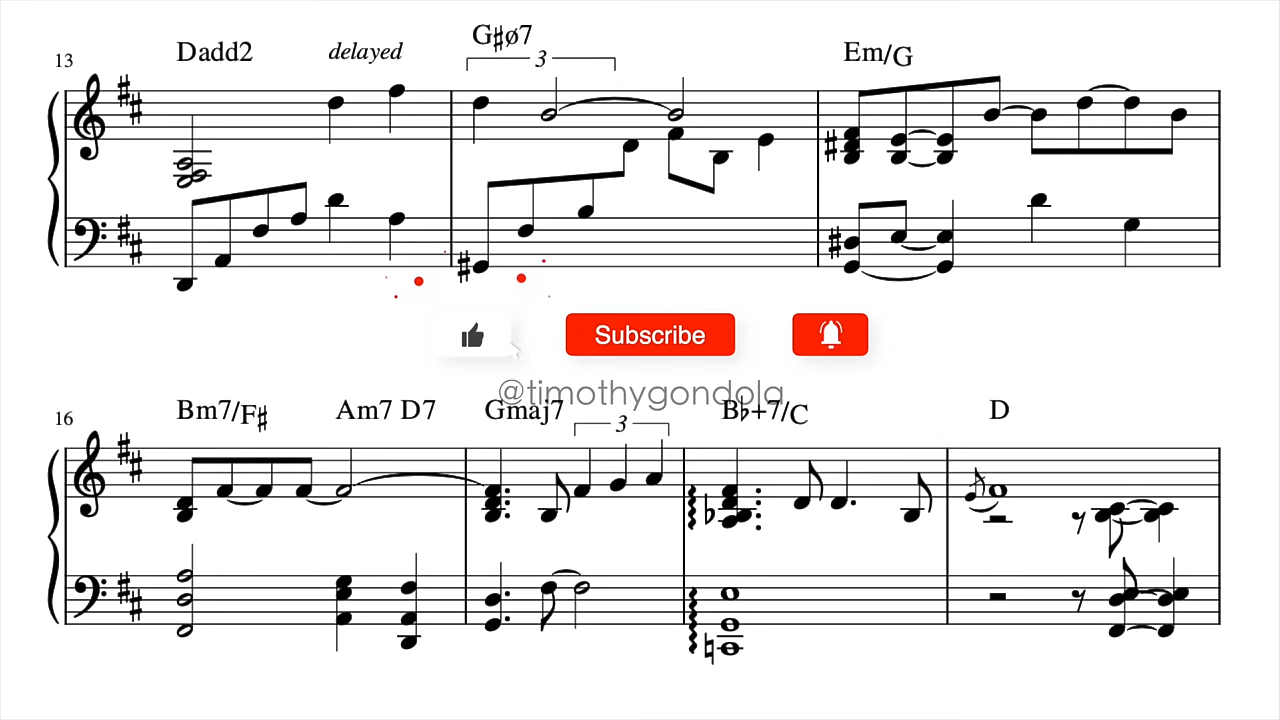 13 Dadd2 delayed G#ø7 Em/G
3
Subscribe
@timothygondola
16 Bm7/F# Am7 D7 Gmaj7 B♭+7/C D
3